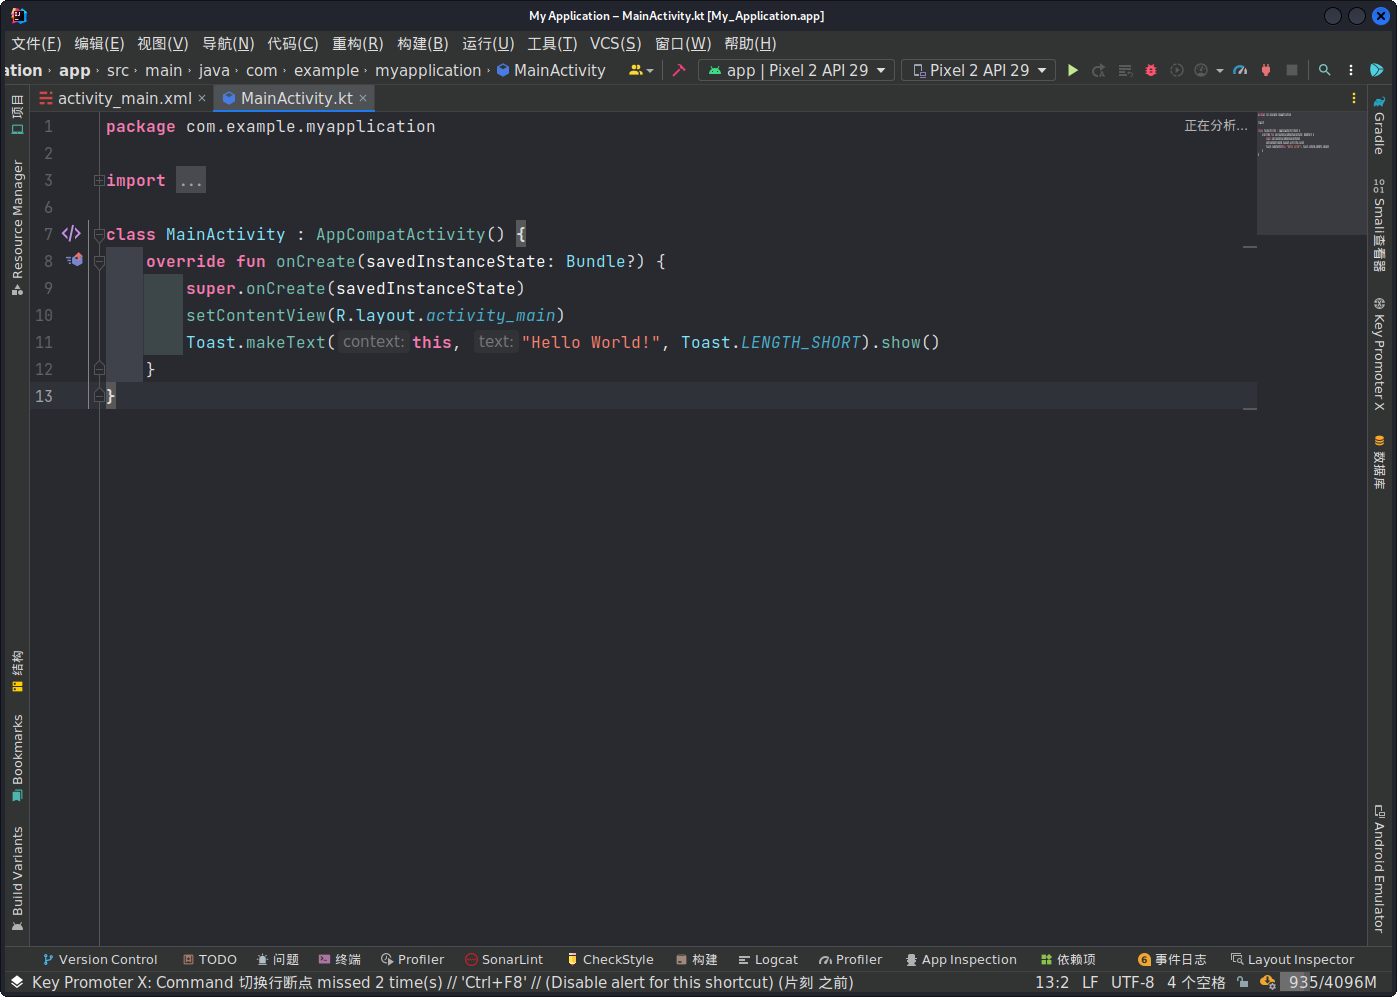 My Application – MainActivity.kt [My_Application.app]
文件(F) 编辑(E) 视图(V) 导航(N) 代码(C) 重构(R) 构建(B) 运行(U) 工具(T) VCS(S) 窗口(W) 帮助(H)
ation › app › src › main › java › com › example › myapplication › MainActivity app | Pixel 2 API 29 Pixel 2 API 29
activity_main.xml × MainActivity.kt ×
项目
Resource Manager
结构
Bookmarks
Build Variants
1 package com.example.myapplication
正在分析...
2
3 import ...
6
7 class MainActivity : AppCompatActivity() {
8 override fun onCreate(savedInstanceState: Bundle?) {
9 super.onCreate(savedInstanceState)
10 setContentView(R.layout.activity_main)
11 Toast.makeText( context: this, text: "Hello World!", Toast.LENGTH_SHORT).show()
12 }
13 }
Gradle
Smali查看器
Key Promoter X
数据库
Android Emulator
Version Control TODO 问题 终端 Profiler SonarLint CheckStyle 构建 Logcat Profiler App Inspection 依赖项 6 事件日志 Layout Inspector
Key Promoter X: Command 切换行断点 missed 2 time(s) // 'Ctrl+F8' // (Disable alert for this shortcut) (片刻 之前) 13:2 LF UTF-8 4 个空格 935/4096M